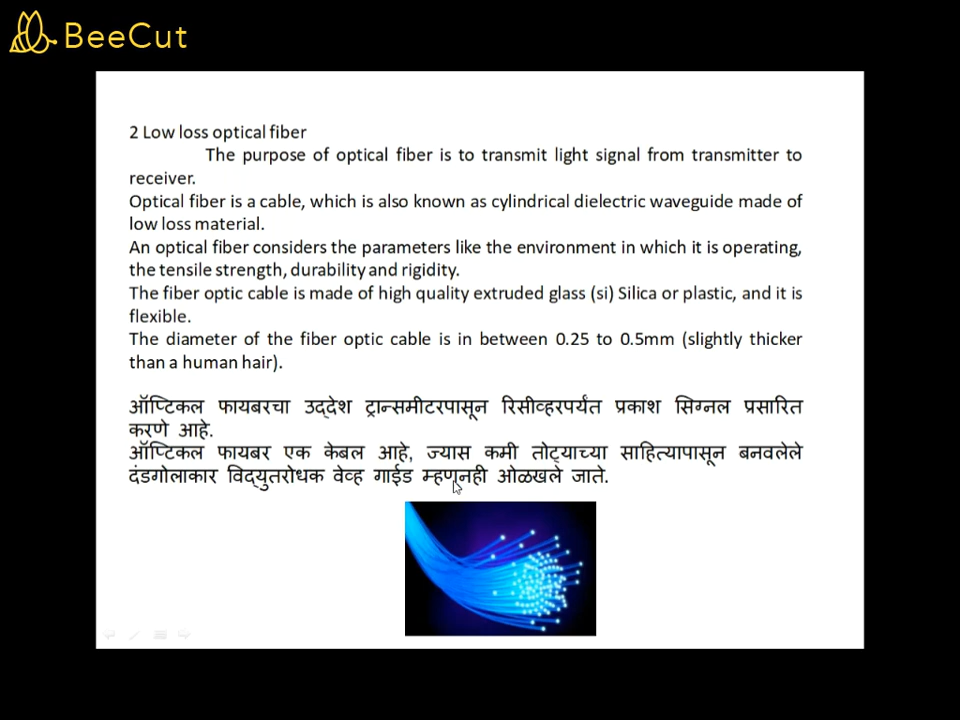 BeeCut
2 Low loss optical fiber
The purpose of optical fiber is to transmit light signal from transmitter to
receiver.
Optical fiber is a cable, which is also known as cylindrical dielectric waveguide made of
low loss material.
An optical fiber considers the parameters like the environment in which it is operating,
the tensile strength, durability and rigidity.
The fiber optic cable is made of high quality extruded glass (si) Silica or plastic, and it is
flexible.
The diameter of the fiber optic cable is in between 0.25 to 0.5mm (slightly thicker
than a human hair).
ऑप्टिकल फायबरचा उद्देश ट्रान्समीटरपासून रिसीव्हरपर्यंत प्रकाश सिग्नल प्रसारित
करणे आहे.
ऑप्टिकल फायबर एक केबल आहे, ज्यास कमी तोट्याच्या साहित्यापासून बनवलेले
दंडगोलाकार विद्युतरोधक वेव्ह गाईड म्हणूनही ओळखले जाते.